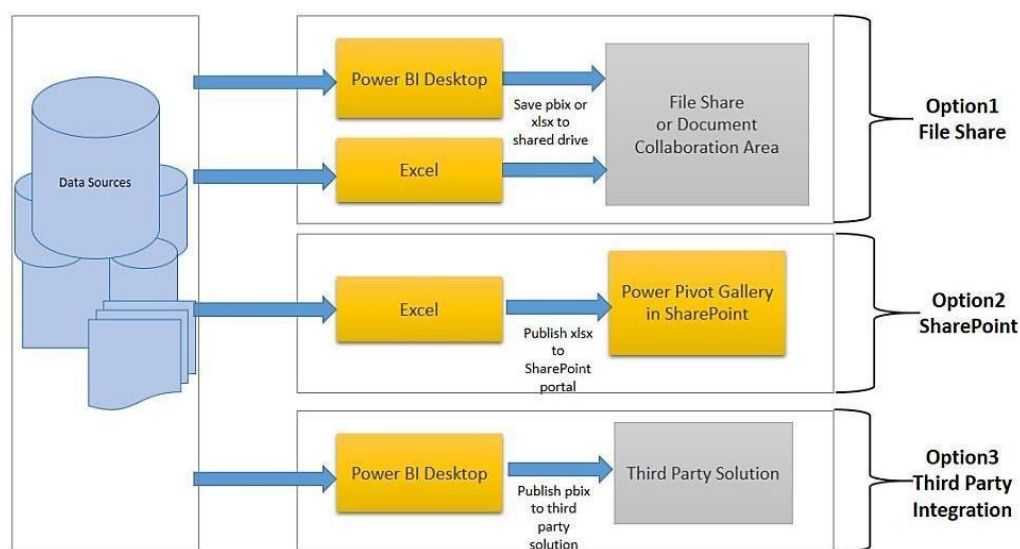 Data Sources
Power BI Desktop
Save pbix or
xlsx to
shared drive
Excel
File Share
or Document
Collaboration Area
Option1
File Share
Excel
Publish xlsx
to
SharePoint
portal
Power Pivot Gallery
in SharePoint
Option2
SharePoint
Power BI Desktop
Publish pbix
to third
party
solution
Third Party Solution
Option3
Third Party
Integration